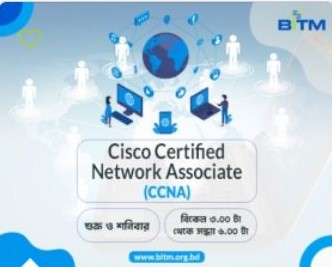 BITM
Cisco Certified
Network Associate
(CCNA)
শুক্র ও শনিবার
বিকেল ৩.০০ টা
থেকে সন্ধ্যা ৬.০০ টা
www.bitm.org.bd